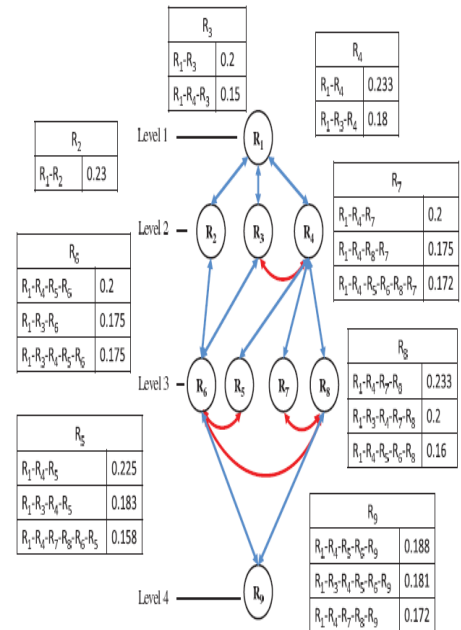 R3
R1-R3 0.2
R1-R4-R3 0.15
R4
R1-R4 0.233
R1-R3-R4 0.18
Level 1
R1
R2
R1-R2 0.23
R7
R1-R4-R7 0.2
R1-R4-R8-R7 0.175
R1-R4-R5-R6-R8-R7 0.172
Level 2
R2
R3
R4
R6
R1-R4-R5-R6 0.2
R1-R3-R6 0.175
R1-R3-R4-R5-R6 0.175
R8
R1-R4-R7-R8 0.233
R1-R3-R4-R7-R8 0.2
R1-R4-R5-R6-R8 0.16
Level 3
R6
R5
R7
R8
R5
R1-R4-R5 0.225
R1-R3-R4-R5 0.183
R1-R4-R7-R8-R6-R5 0.158
R9
R1-R4-R5-R6-R9 0.188
R1-R3-R4-R5-R6-R9 0.181
R1-R4-R7-R8-R9 0.172
Level 4
R9